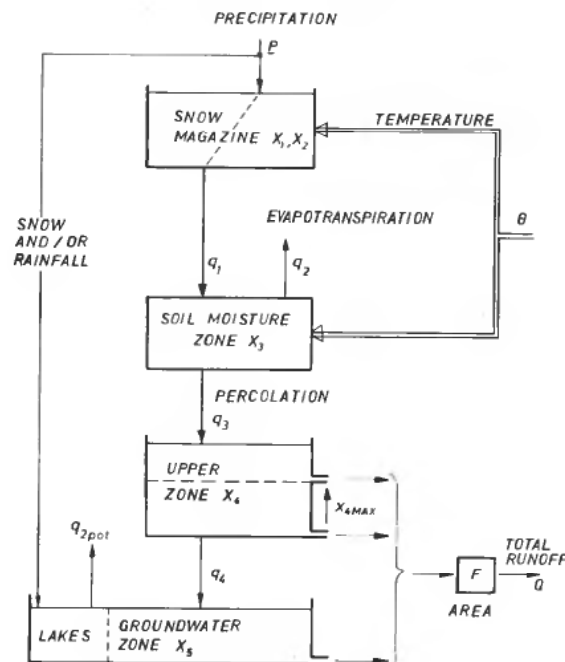 PRECIPITATION
P
SNOW
MAGAZINE X₁, X₂
TEMPERATURE
SNOW
AND / OR
RAINFALL
EVAPOTRANSPIRATION
θ
q₁
q₂
SOIL MOISTURE
ZONE X₃
PERCOLATION
q₃
UPPER
ZONE X₄
X₄MAX
q₂pot
q₄
TOTAL
RUNOFF
F
Q
AREA
LAKES
GROUNDWATER
ZONE X₅